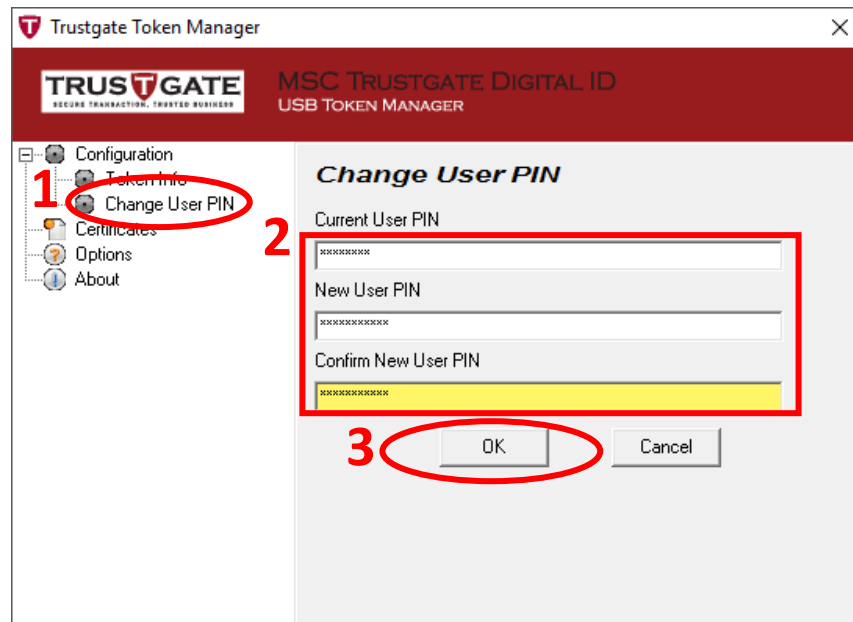 Trustgate Token Manager
TRUSTGATE
SECURE TRANSACTION, TRUSTED BUSINESS
MSC TRUSTGATE DIGITAL ID
USB TOKEN MANAGER
Configuration
Token Info
1
Change User PIN
Certificates
Options
About
Change User PIN
Current User PIN
2
********
New User PIN
***********
Confirm New User PIN
***********
3
OK
Cancel